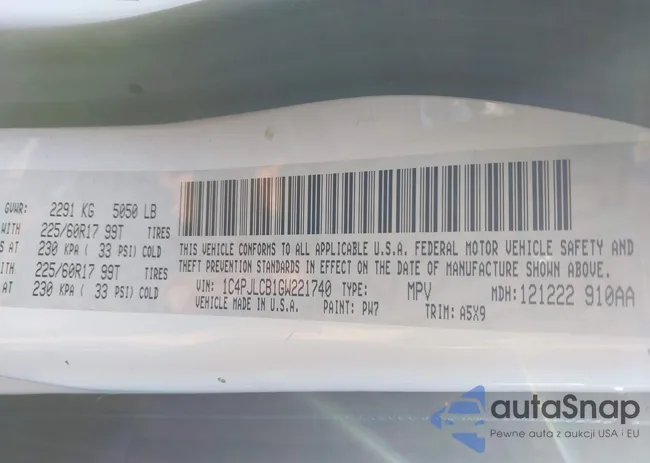 GVWR: 2291 KG 5050 LB
WITH 225/60R17 99T TIRES
S AT 230 KPA ( 33 PSI) COLD
ITH 225/60R17 99T TIRES
AT 230 KPA ( 33 PSI) COLD
THIS VEHICLE CONFORMS TO ALL APPLICABLE U.S.A. FEDERAL MOTOR VEHICLE SAFETY AND
THEFT PREVENTION STANDARDS IN EFFECT ON THE DATE OF MANUFACTURE SHOWN ABOVE.
VIN: 1C4PJLCB1GW221740 TYPE: MPV MDH: 121222 910AA
VEHICLE MADE IN U.S.A. PAINT: PW7 TRIM: A5X9
autaSnap
Pewne auta z aukcji USA i EU